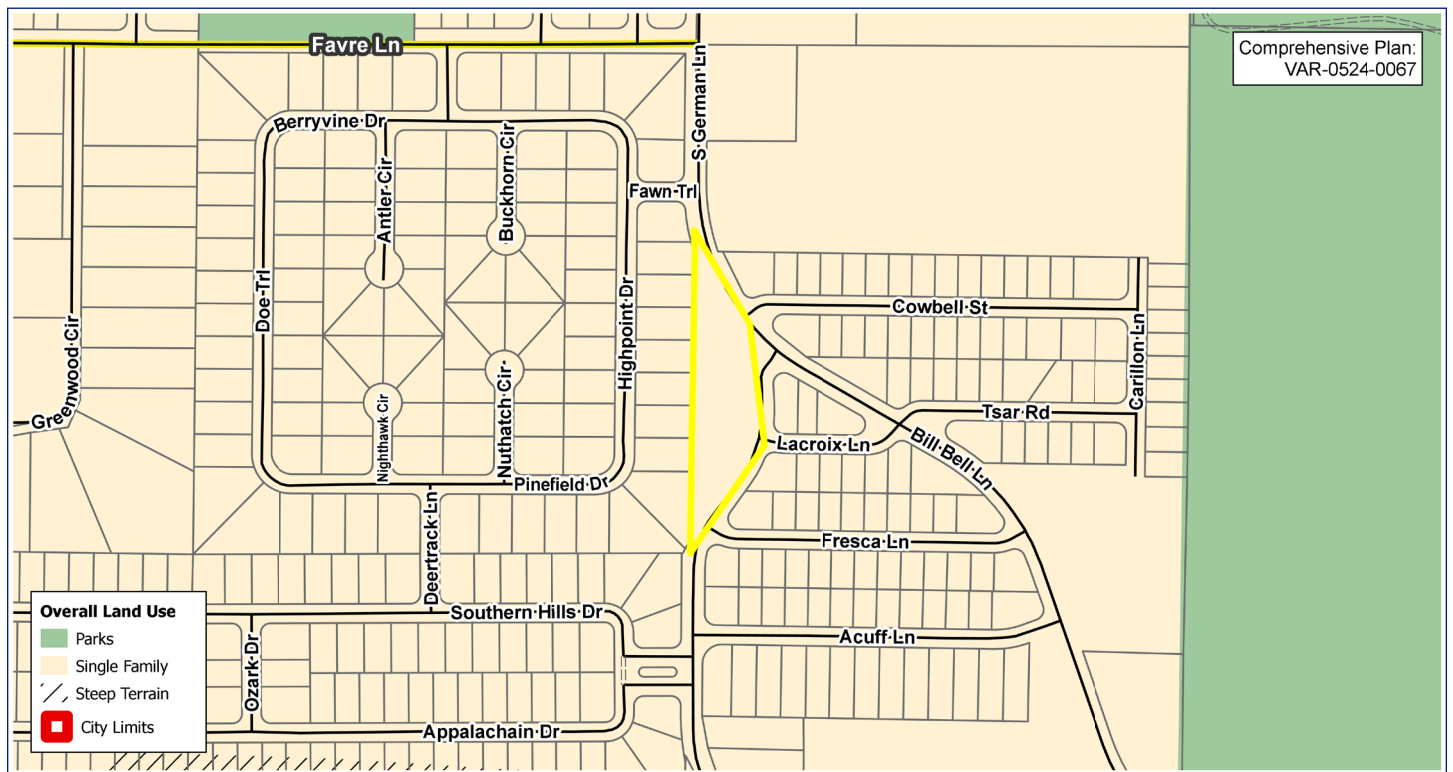 Favre Ln
Comprehensive Plan:
VAR-0524-0067
S German Ln
Berryvine Dr
Antler Cir
Buckhorn Cir
Fawn Trl
Doe Trl
Highpoint Dr
Cowbell St
Carillon Ln
Greenwood Cir
Nighthawk Cir
Nuthatch Cir
Tsar Rd
Lacroix Ln
Bill Bell Ln
Pinefield Dr
Deertrack Ln
Fresca Ln
Southern Hills Dr
Acuff Ln
Ozark Dr
Appalachain Dr
Overall Land Use
Parks
Single Family
Steep Terrain
City Limits